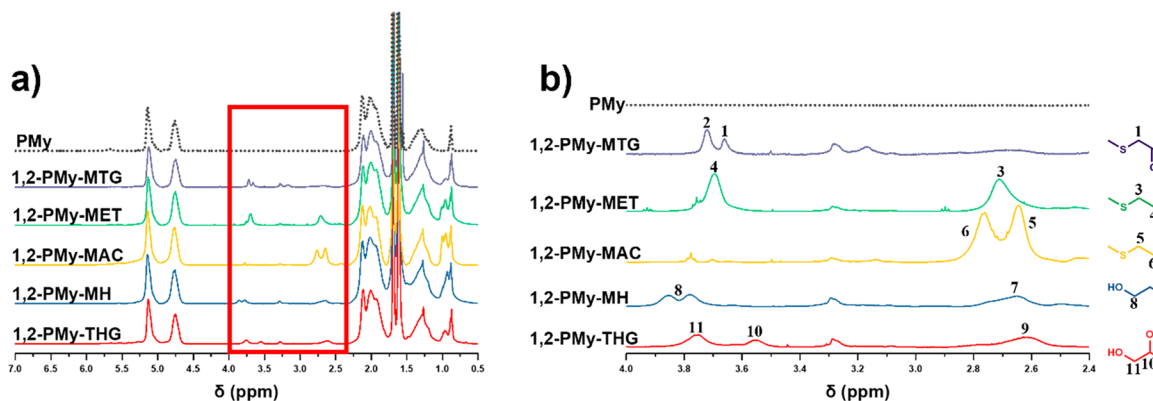 a)
PMy
1,2-PMy-MTG
1,2-PMy-MET
1,2-PMy-MAC
1,2-PMy-MH
1,2-PMy-THG
7.0 6.5 6.0 5.5 5.0 4.5 4.0 3.5 3.0 2.5 2.0 1.5 1.0 0.5
δ (ppm)
b)
PMy
1,2-PMy-MTG
2 1
1
S
1,2-PMy-MET
4 3
3
S
4
1,2-PMy-MAC
6 5
5
S
6
1,2-PMy-MH
8 7
HO
8
1,2-PMy-THG
11 10 9
HO
11 10
4.0 3.8 3.6 3.4 3.2 3.0 2.8 2.6 2.4
δ (ppm)